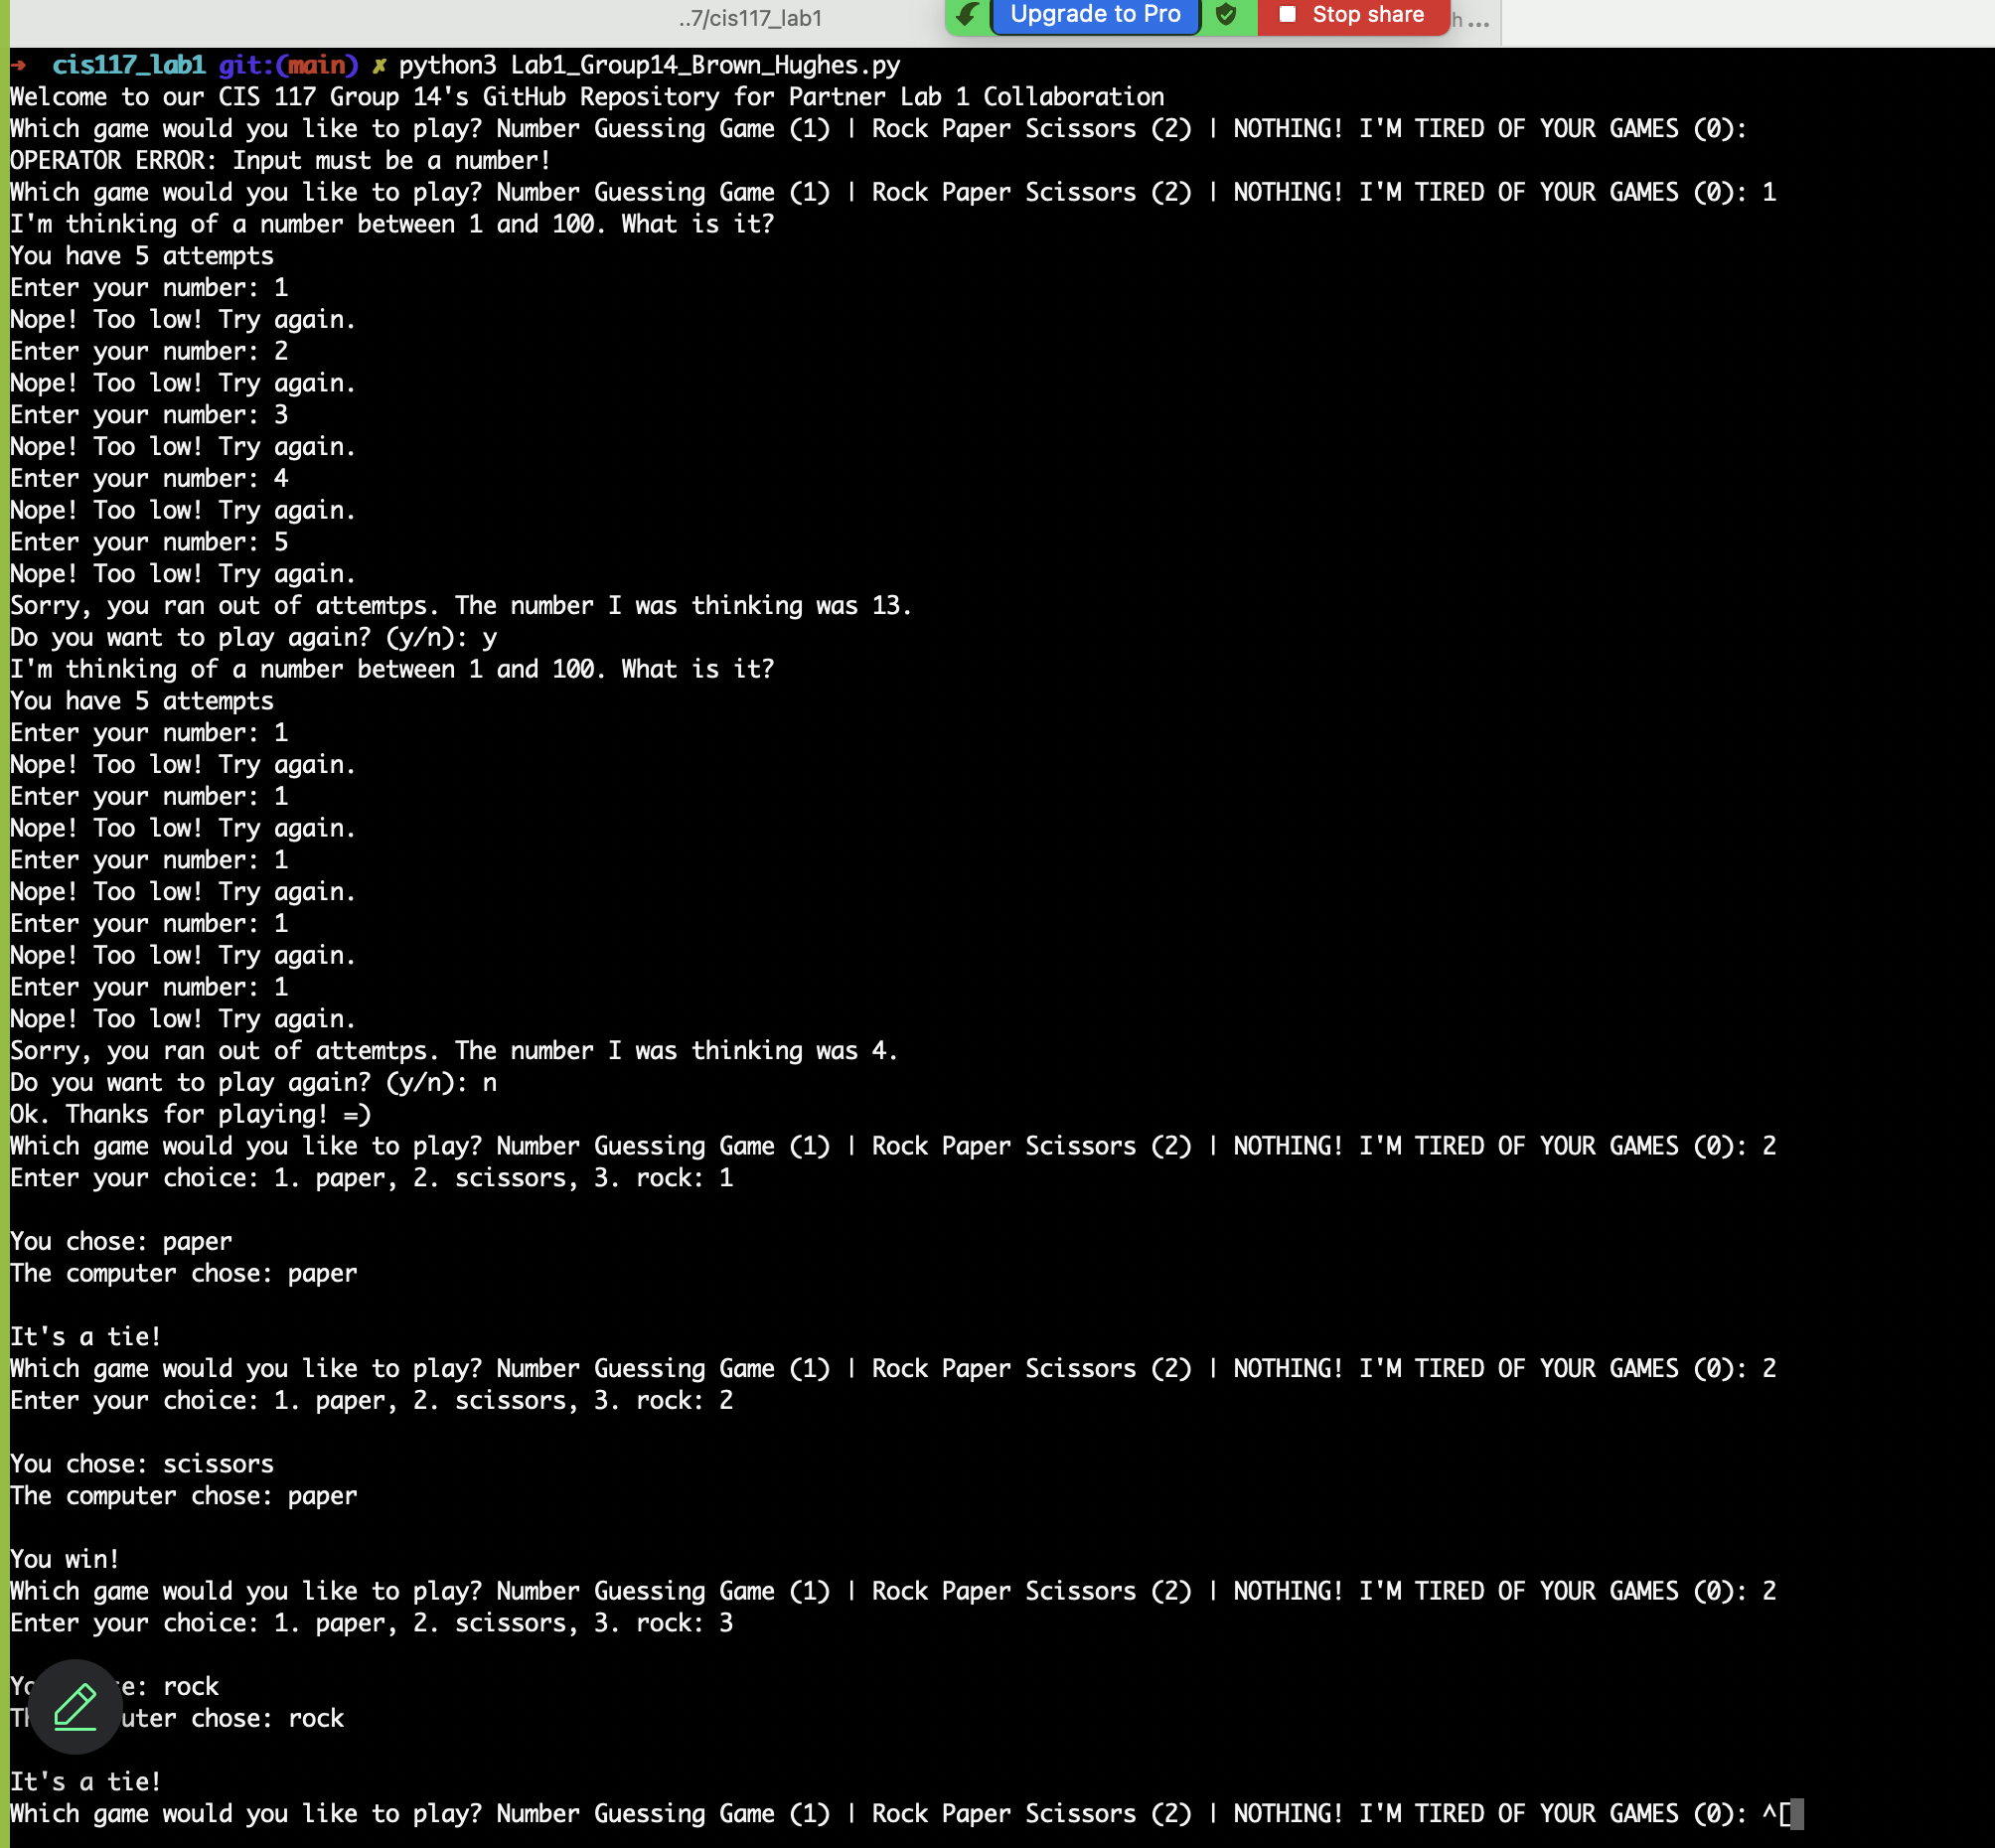 ..7/cis117_lab1
Upgrade to Pro
Stop share
h ...
→ cis117_lab1 git:(main) ✗ python3 Lab1_Group14_Brown_Hughes.py
Welcome to our CIS 117 Group 14's GitHub Repository for Partner Lab 1 Collaboration
Which game would you like to play? Number Guessing Game (1) | Rock Paper Scissors (2) | NOTHING! I'M TIRED OF YOUR GAMES (0):
OPERATOR ERROR: Input must be a number!
Which game would you like to play? Number Guessing Game (1) | Rock Paper Scissors (2) | NOTHING! I'M TIRED OF YOUR GAMES (0): 1
I'm thinking of a number between 1 and 100. What is it?
You have 5 attempts
Enter your number: 1
Nope! Too low! Try again.
Enter your number: 2
Nope! Too low! Try again.
Enter your number: 3
Nope! Too low! Try again.
Enter your number: 4
Nope! Too low! Try again.
Enter your number: 5
Nope! Too low! Try again.
Sorry, you ran out of attemtps. The number I was thinking was 13.
Do you want to play again? (y/n): y
I'm thinking of a number between 1 and 100. What is it?
You have 5 attempts
Enter your number: 1
Nope! Too low! Try again.
Enter your number: 1
Nope! Too low! Try again.
Enter your number: 1
Nope! Too low! Try again.
Enter your number: 1
Nope! Too low! Try again.
Enter your number: 1
Nope! Too low! Try again.
Sorry, you ran out of attemtps. The number I was thinking was 4.
Do you want to play again? (y/n): n
Ok. Thanks for playing! =)
Which game would you like to play? Number Guessing Game (1) | Rock Paper Scissors (2) | NOTHING! I'M TIRED OF YOUR GAMES (0): 2
Enter your choice: 1. paper, 2. scissors, 3. rock: 1
You chose: paper
The computer chose: paper
It's a tie!
Which game would you like to play? Number Guessing Game (1) | Rock Paper Scissors (2) | NOTHING! I'M TIRED OF YOUR GAMES (0): 2
Enter your choice: 1. paper, 2. scissors, 3. rock: 2
You chose: scissors
The computer chose: paper
You win!
Which game would you like to play? Number Guessing Game (1) | Rock Paper Scissors (2) | NOTHING! I'M TIRED OF YOUR GAMES (0): 2
Enter your choice: 1. paper, 2. scissors, 3. rock: 3
rock
chose: rock
It's a tie!
Which game would you like to play? Number Guessing Game (1) | Rock Paper Scissors (2) | NOTHING! I'M TIRED OF YOUR GAMES (0): ^[